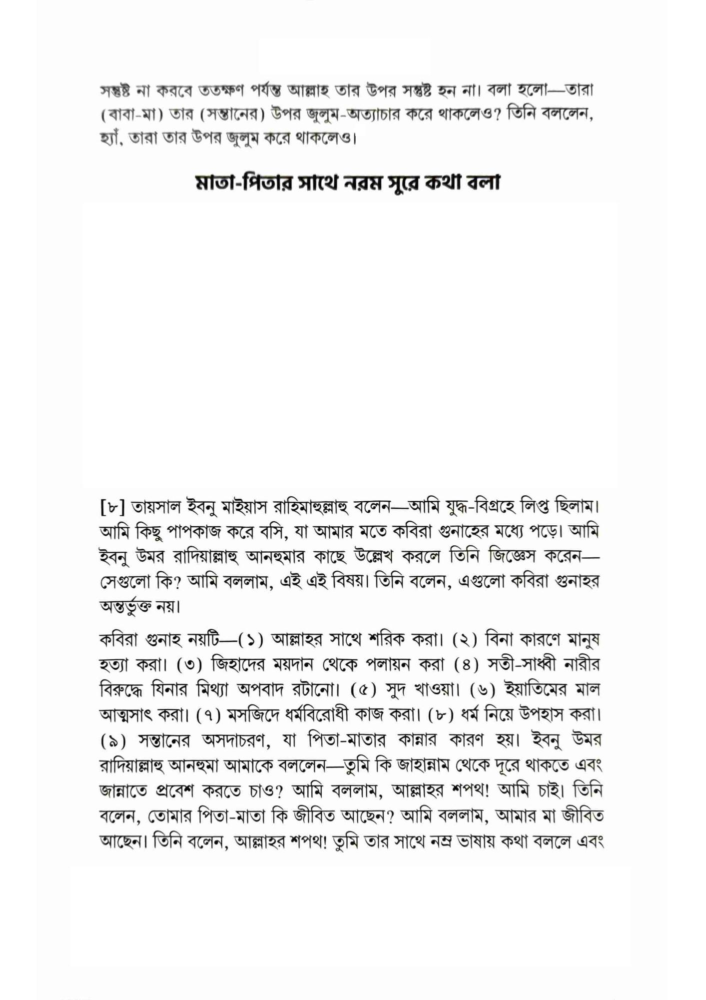 সন্তুষ্ট না করবে ততক্ষণ পর্যন্ত আল্লাহ তার উপর সন্তুষ্ট হন না। বলা হলো—তারা
(বাবা-মা) তার (সন্তানের) উপর জুলুম-অত্যাচার করে থাকলেও? তিনি বললেন,
হ্যাঁ, তারা তার উপর জুলুম করে থাকলেও।
মাতা-পিতার সাথে নরম সুরে কথা বলা
[৮] তায়সাল ইবনু মাইয়াস রাহিমাহুল্লাহু বলেন—আমি যুদ্ধ-বিগ্রহে লিপ্ত ছিলাম।
আমি কিছু পাপকাজ করে বসি, যা আমার মতে কবিরা গুনাহের মধ্যে পড়ে। আমি
ইবনু উমর রাদিয়াল্লাহু আনহুমার কাছে উল্লেখ করলে তিনি জিজ্ঞেস করেন—
সেগুলো কি? আমি বললাম, এই এই বিষয়। তিনি বলেন, এগুলো কবিরা গুনাহর
অন্তর্ভুক্ত নয়।
কবিরা গুনাহ নয়টি—(১) আল্লাহর সাথে শরিক করা। (২) বিনা কারণে মানুষ
হত্যা করা। (৩) জিহাদের ময়দান থেকে পলায়ন করা (৪) সতী-সাধ্বী নারীর
বিরুদ্ধে যিনার মিথ্যা অপবাদ রটানো। (৫) সুদ খাওয়া। (৬) ইয়াতিমের মাল
আত্মসাৎ করা। (৭) মসজিদে ধর্মবিরোধী কাজ করা। (৮) ধর্ম নিয়ে উপহাস করা।
(৯) সন্তানের অসদাচরণ, যা পিতা-মাতার কান্নার কারণ হয়। ইবনু উমর
রাদিয়াল্লাহু আনহুমা আমাকে বললেন—তুমি কি জাহান্নাম থেকে দূরে থাকতে এবং
জান্নাতে প্রবেশ করতে চাও? আমি বললাম, আল্লাহর শপথ! আমি চাই। তিনি
বলেন, তোমার পিতা-মাতা কি জীবিত আছেন? আমি বললাম, আমার মা জীবিত
আছেন। তিনি বলেন, আল্লাহর শপথ! তুমি তার সাথে নম্র ভাষায় কথা বললে এবং